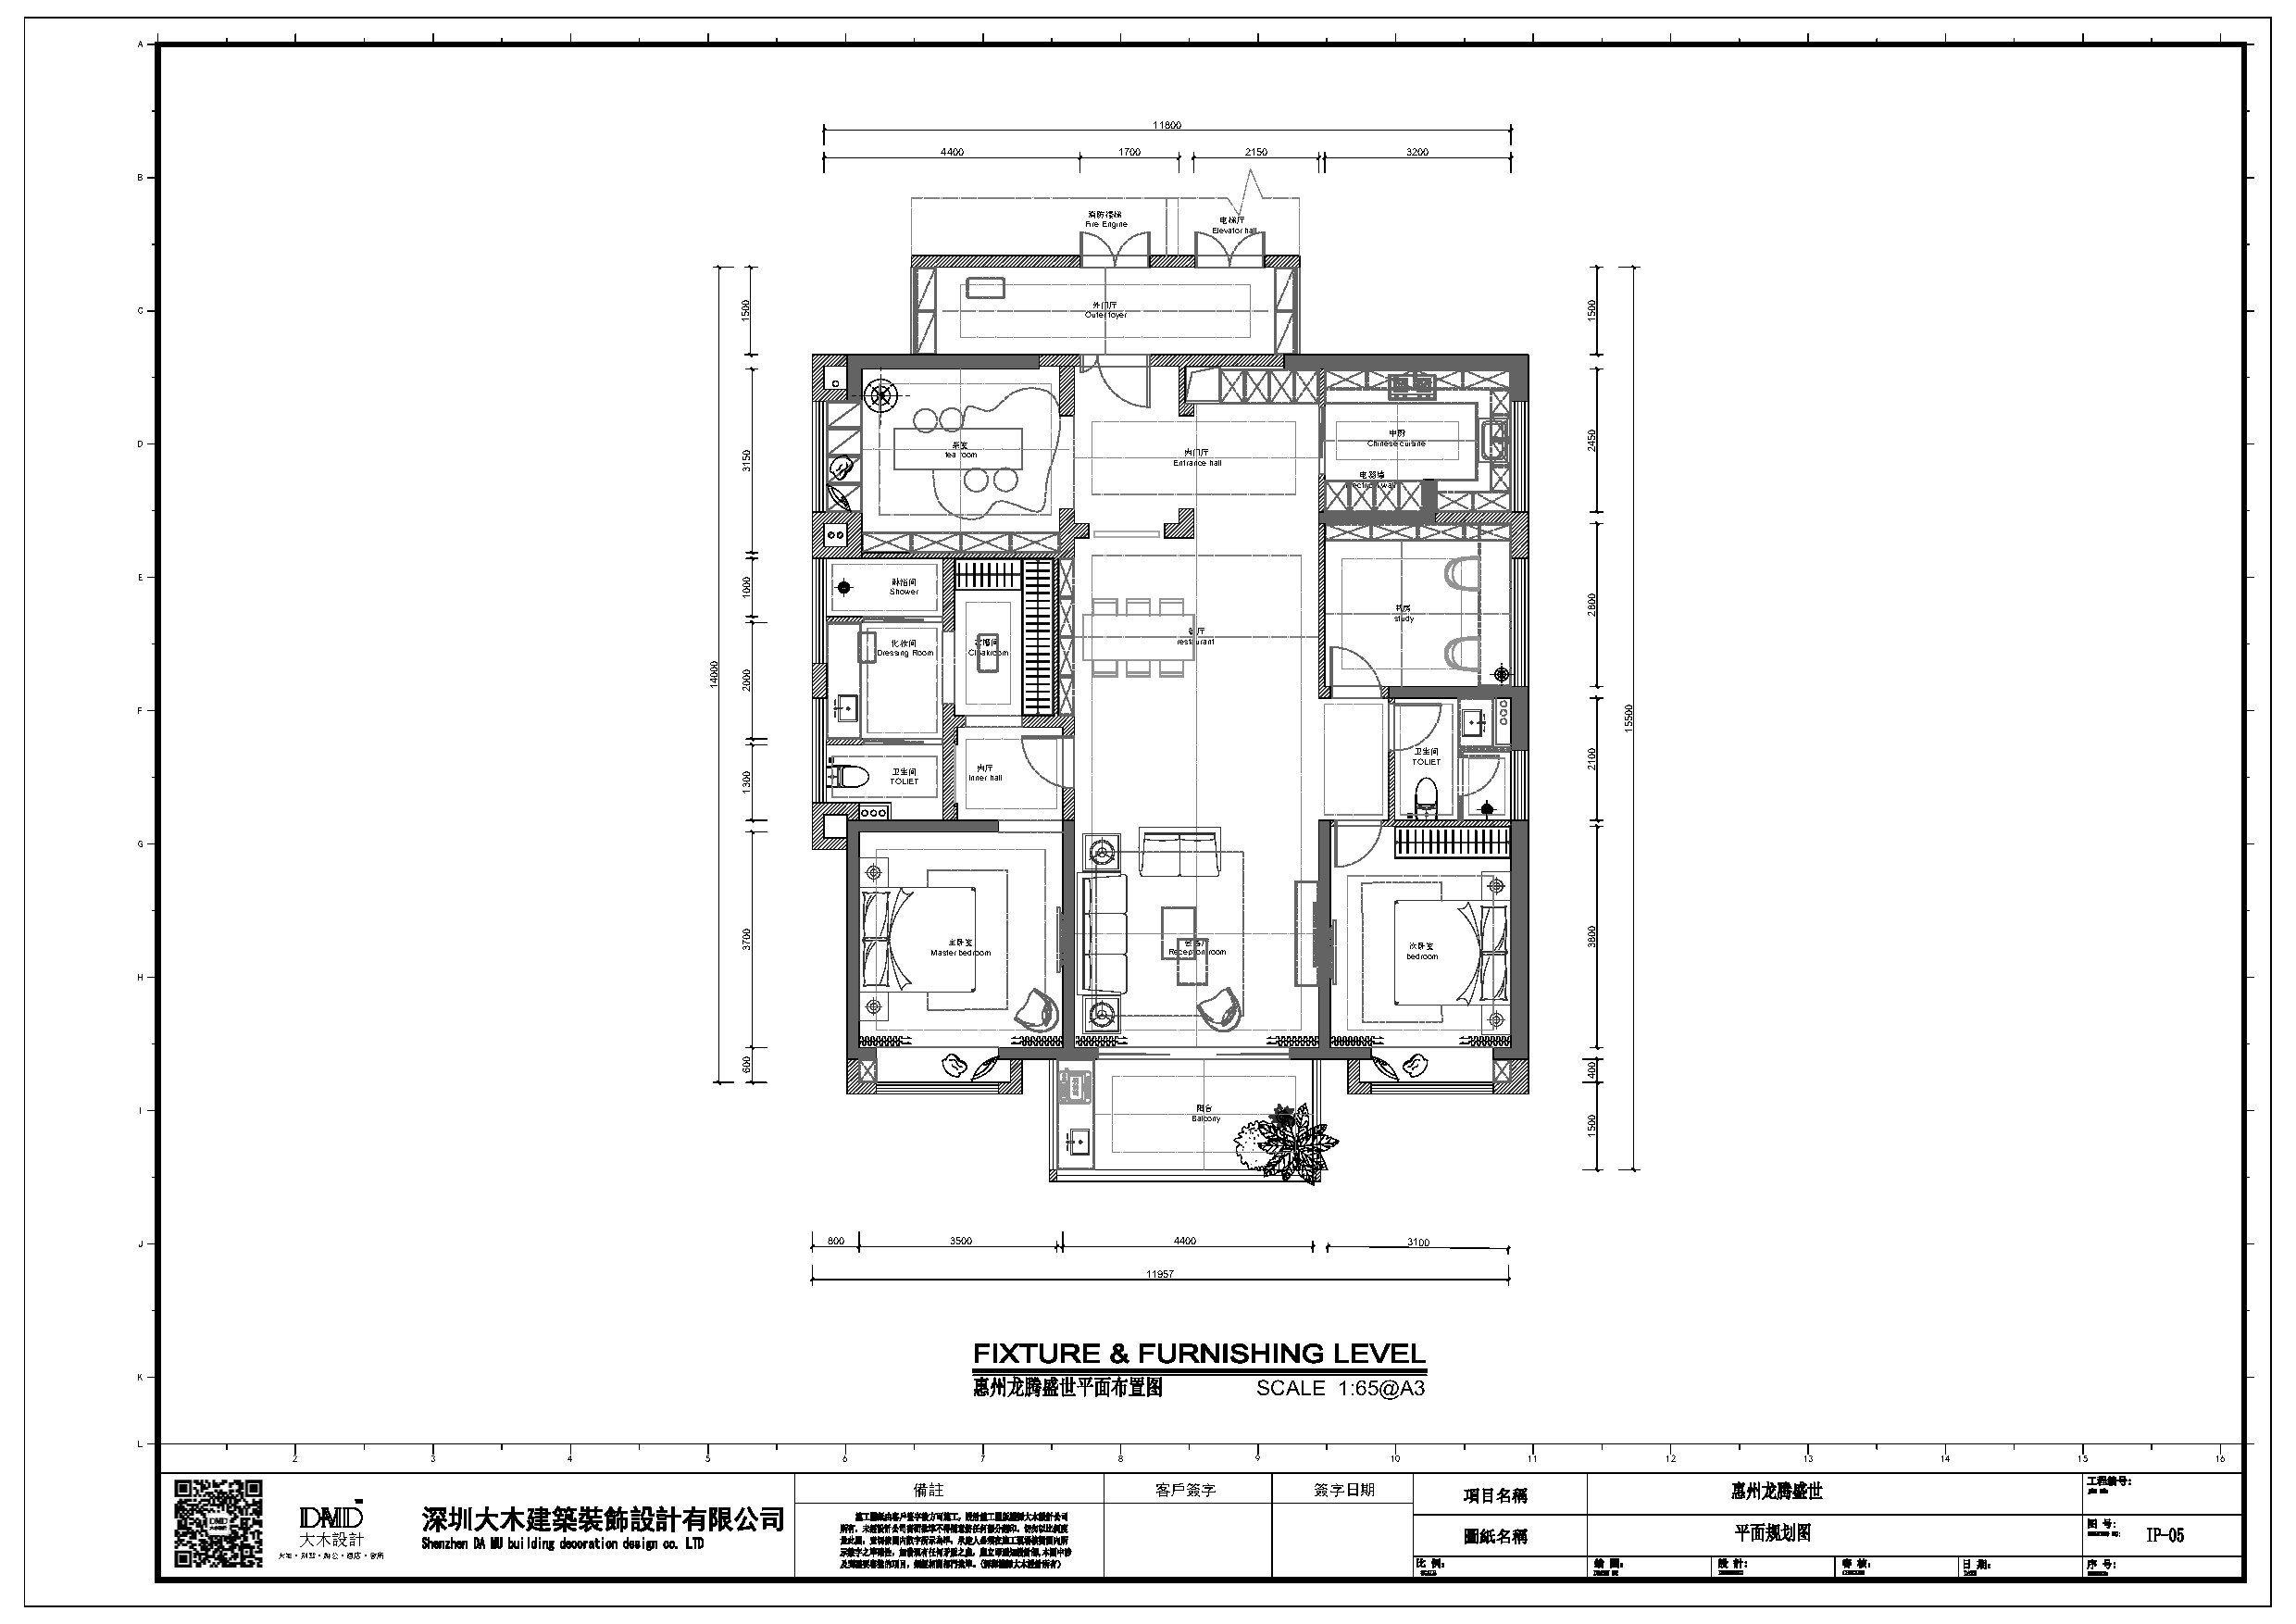 A
B
C
D
E
F
G
H
I
J
K
L
11800
4400
1700
2150
3200
消防楼梯
Fire Engine
电梯厅
Elevator hall
外门厅
Outer foyer
茶室
tea room
内门厅
Entrance hall
中厨
Chinese cuisine
电器墙
淋浴间
Shower
化妆间
Dressing Room
衣帽间
Cloakroom
餐厅
restaurant
书房
study
卫生间
TOLIET
内厅
Inner hall
卫生间
TOLIET
主卧室
Master bedroom
Reception room
次卧室
bedroom
阳台
Balcony
14000
1500
3150
1000
2000
1300
3700
600
1500
2450
2800
2100
3800
400
1500
15500
800
3500
4400
3100
11957
FIXTURE & FURNISHING LEVEL
惠州龙腾盛世平面布置图
SCALE 1:65@A3
2 3 4 5 6 7 8 9 10 11 12 13 14 15 16
DMD
大木設計
深圳大木建築裝飾設計有限公司
Shenzhen DA MU building decoration design co. LTD
備註
客戶簽字
簽字日期
項目名稱
惠州龙腾盛世
工程编号:
圖紙名稱
平面规划图
图 号:
IP-05
比 例:
繪 圖:
設 計:
審 核:
日 期:
序 号: